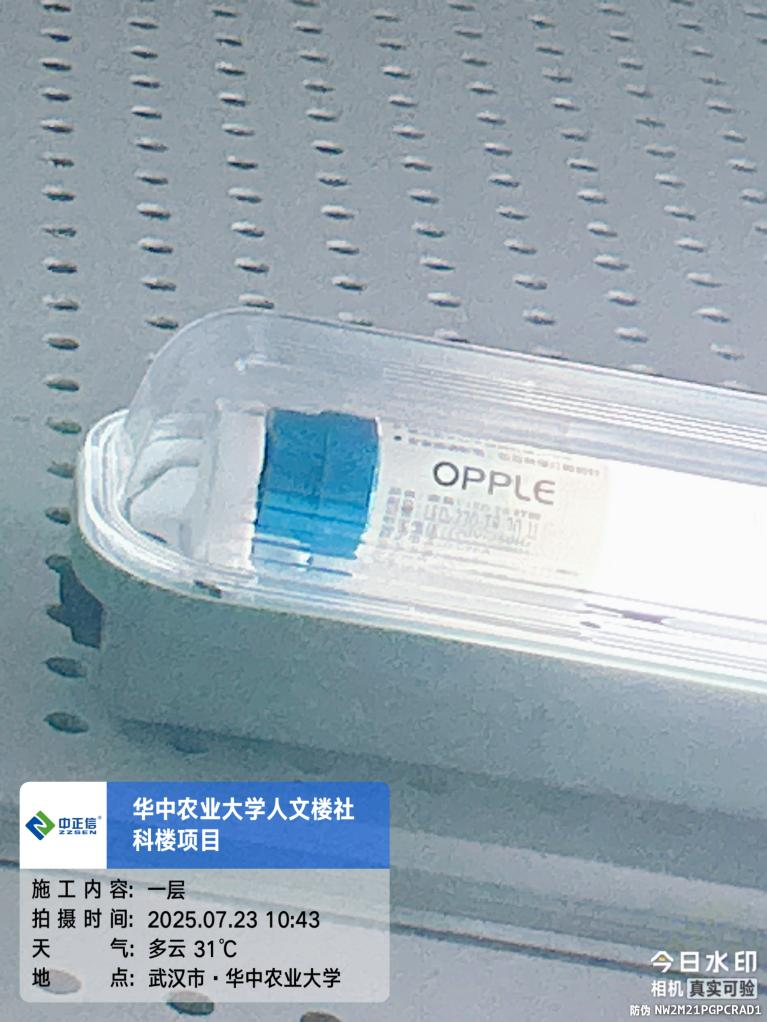 OPPLE
中正信®
ZZSEN
华中农业大学人文楼社
科楼项目
施工内容: 一层
拍摄时间: 2025.07.23 10:43
天气: 多云 31℃
地点: 武汉市·华中农业大学
今日水印
相机 真实可验
防伪 NW2M21PGPCRAD1